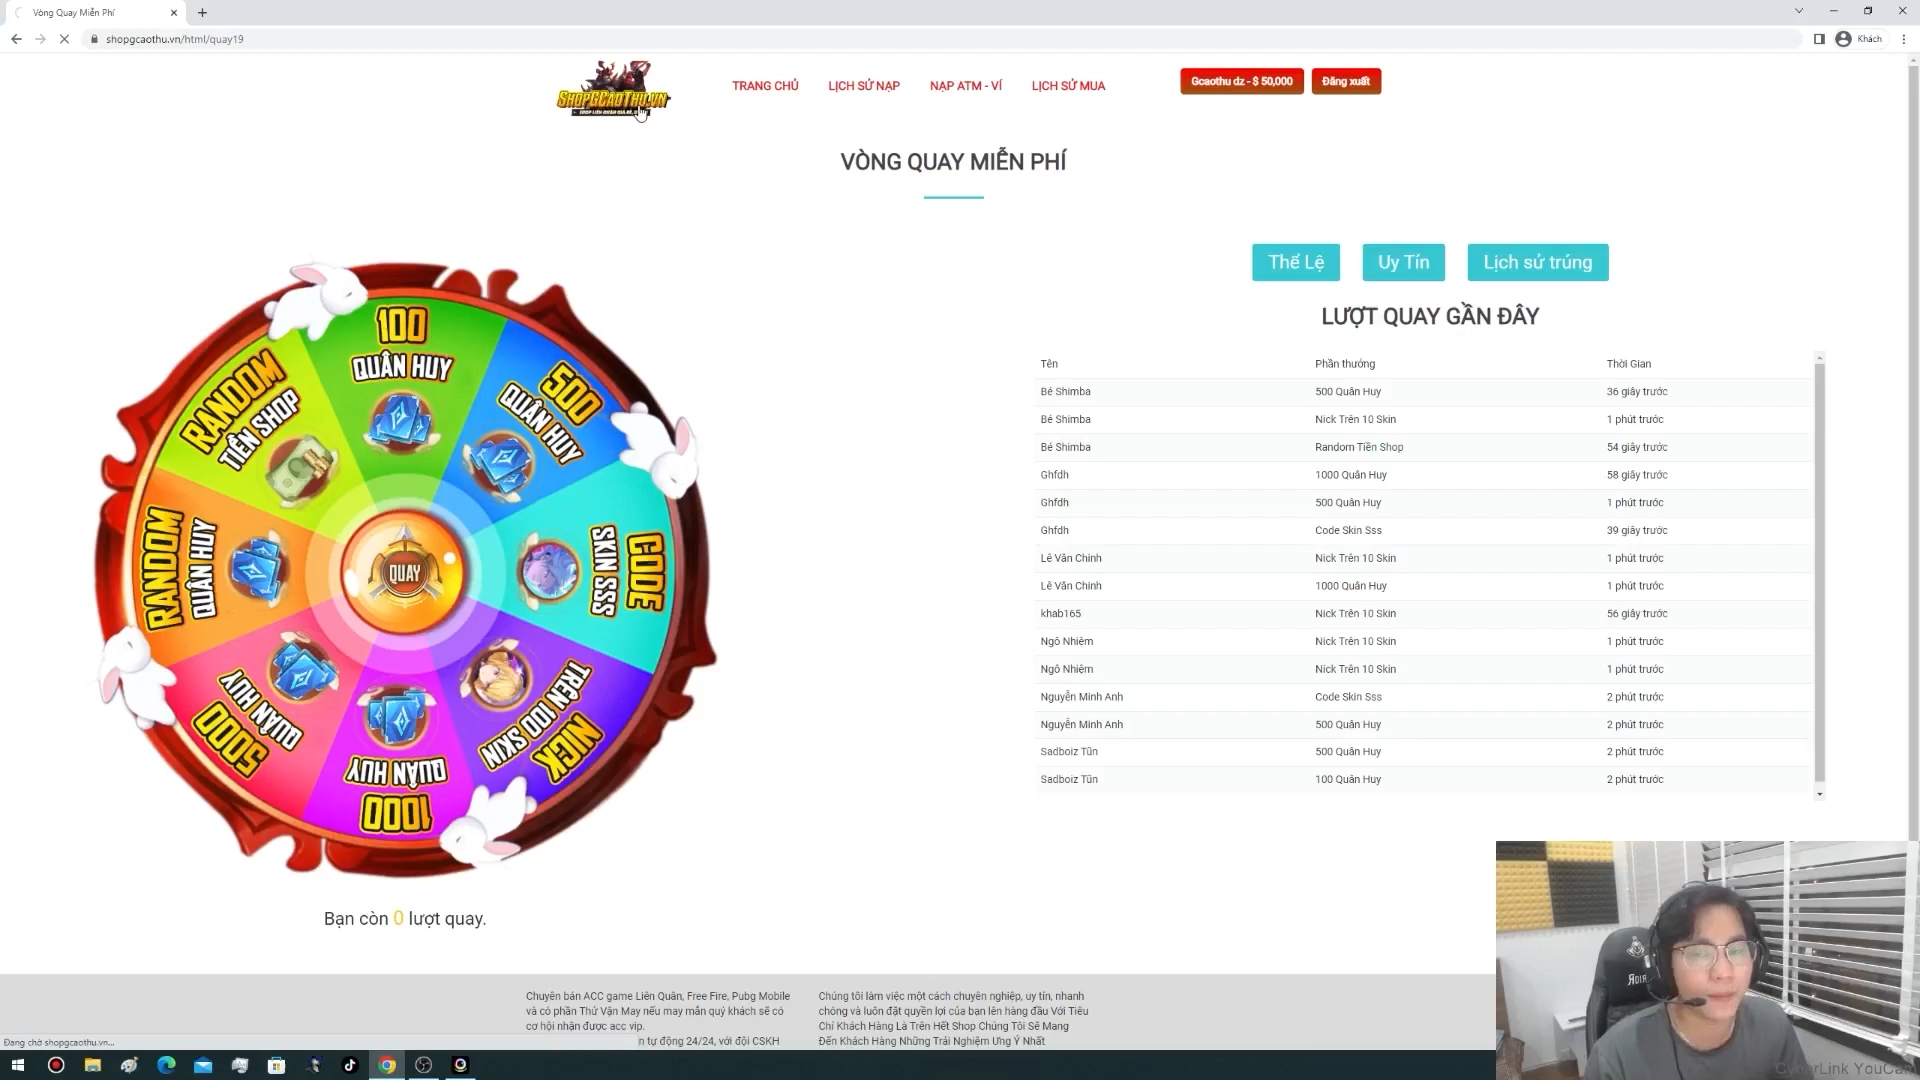 Vòng Quay Miễn Phí
shopgcaothu.vn/html/quay19
Khách
SHOPGCAOTHU.VN
TRANG CHỦ
LỊCH SỬ NẠP
NẠP ATM - VÍ
LỊCH SỬ MUA
Gcaothu dz - $ 50,000
Đăng xuất
VÒNG QUAY MIỄN PHÍ
Thể Lệ
Uy Tín
Lịch sử trúng
LƯỢT QUAY GẦN ĐÂY
100
QUÂN HUY
500
QUÂN HUY
CODE
SKIN SSS
NICK
TRÊN 100 SKIN
1000
QUÂN HUY
5000
QUÂN HUY
RANDOM
QUÂN HUY
RANDOM
TIỀN SHOP
QUAY
Tên Phần thưởng Thời Gian
Bé Shimba 500 Quân Huy 36 giây trước
Bé Shimba Nick Trên 10 Skin 1 phút trước
Bé Shimba Random Tiền Shop 54 giây trước
Ghfdh 1000 Quân Huy 58 giây trước
Ghfdh 500 Quân Huy 1 phút trước
Ghfdh Code Skin Sss 39 giây trước
Lê Văn Chinh Nick Trên 10 Skin 1 phút trước
Lê Văn Chinh 1000 Quân Huy 1 phút trước
khab165 Nick Trên 10 Skin 56 giây trước
Ngô Nhiệm Nick Trên 10 Skin 1 phút trước
Ngô Nhiệm Nick Trên 10 Skin 1 phút trước
Nguyễn Minh Anh Code Skin Sss 2 phút trước
Nguyễn Minh Anh 500 Quân Huy 2 phút trước
Sadboiz Tũn 500 Quân Huy 2 phút trước
Sadboiz Tũn 100 Quân Huy 2 phút trước
Bạn còn 0 lượt quay.
Chuyên bán ACC game Liên Quân, Free Fire, Pubg Mobile
và có phần Thử Vận May nếu may mắn quý khách sẽ có
cơ hội nhận được acc vip.
n tự động 24/24, với đội CSKH
Chúng tôi làm việc một cách chuyên nghiệp, uy tín, nhanh
chóng và luôn đặt quyền lợi của bạn lên hàng đầu Với Tiêu
Chí Khách Hàng Là Trên Hết Shop Chúng Tôi Sẽ Mang
Đến Khách Hàng Những Trải Nghiệm Ưng Ý Nhất
Đang chờ shopgcaothu.vn...
CyberLink YouCam